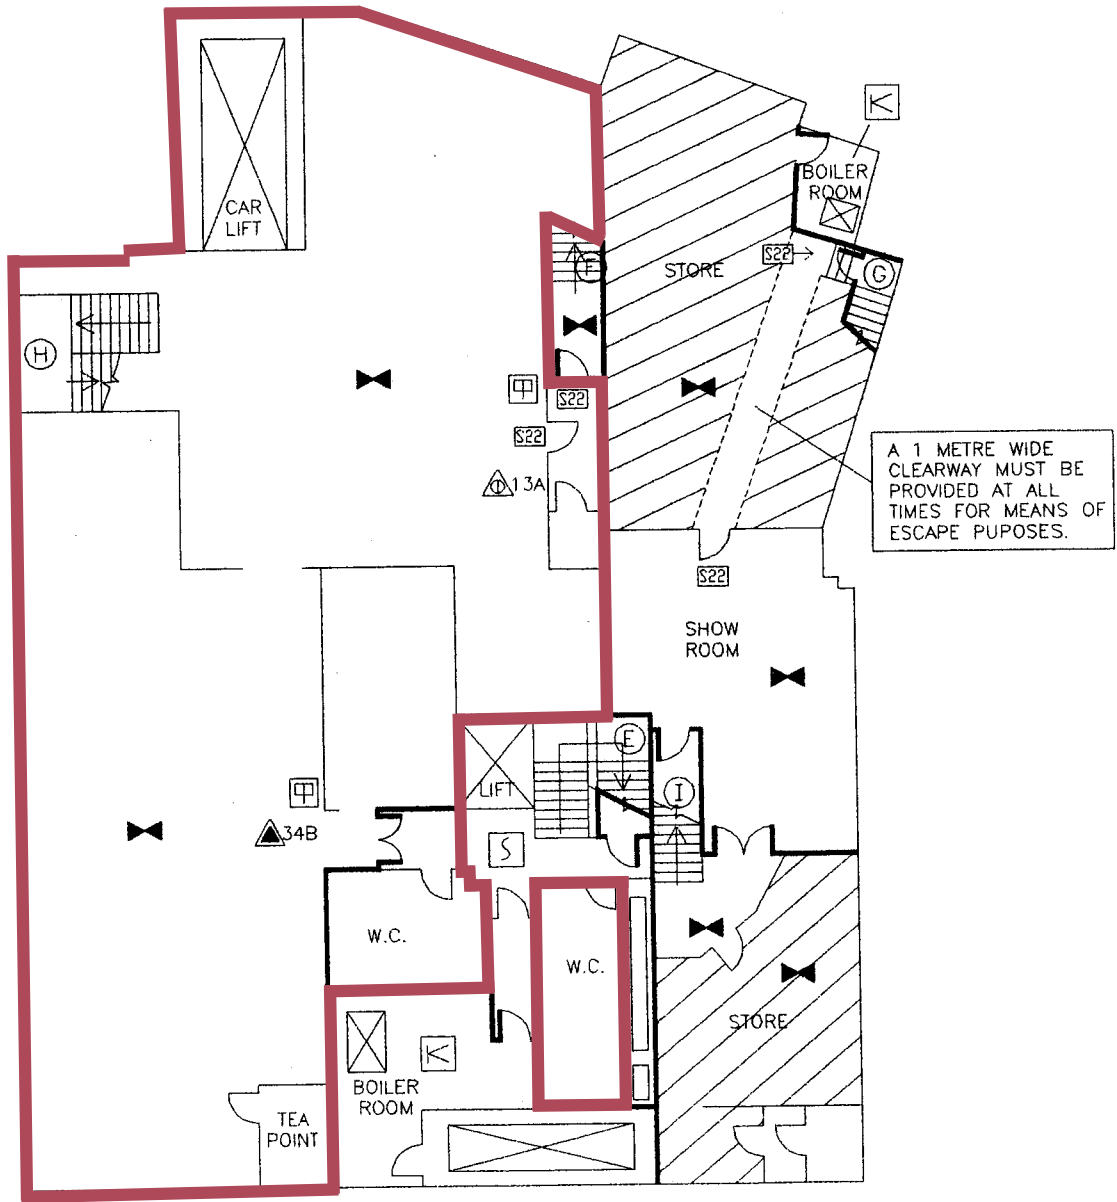 CAR
LIFT
BOILER
ROOM
STORE
S22
G
F
H
S22
S22
13A
A 1 METRE WIDE
CLEARWAY MUST BE
PROVIDED AT ALL
TIMES FOR MEANS OF
ESCAPE PUPOSES.
S22
SHOW
ROOM
E
LIFT
I
34B
S
W.C.
W.C.
STORE
BOILER
ROOM
TEA
POINT